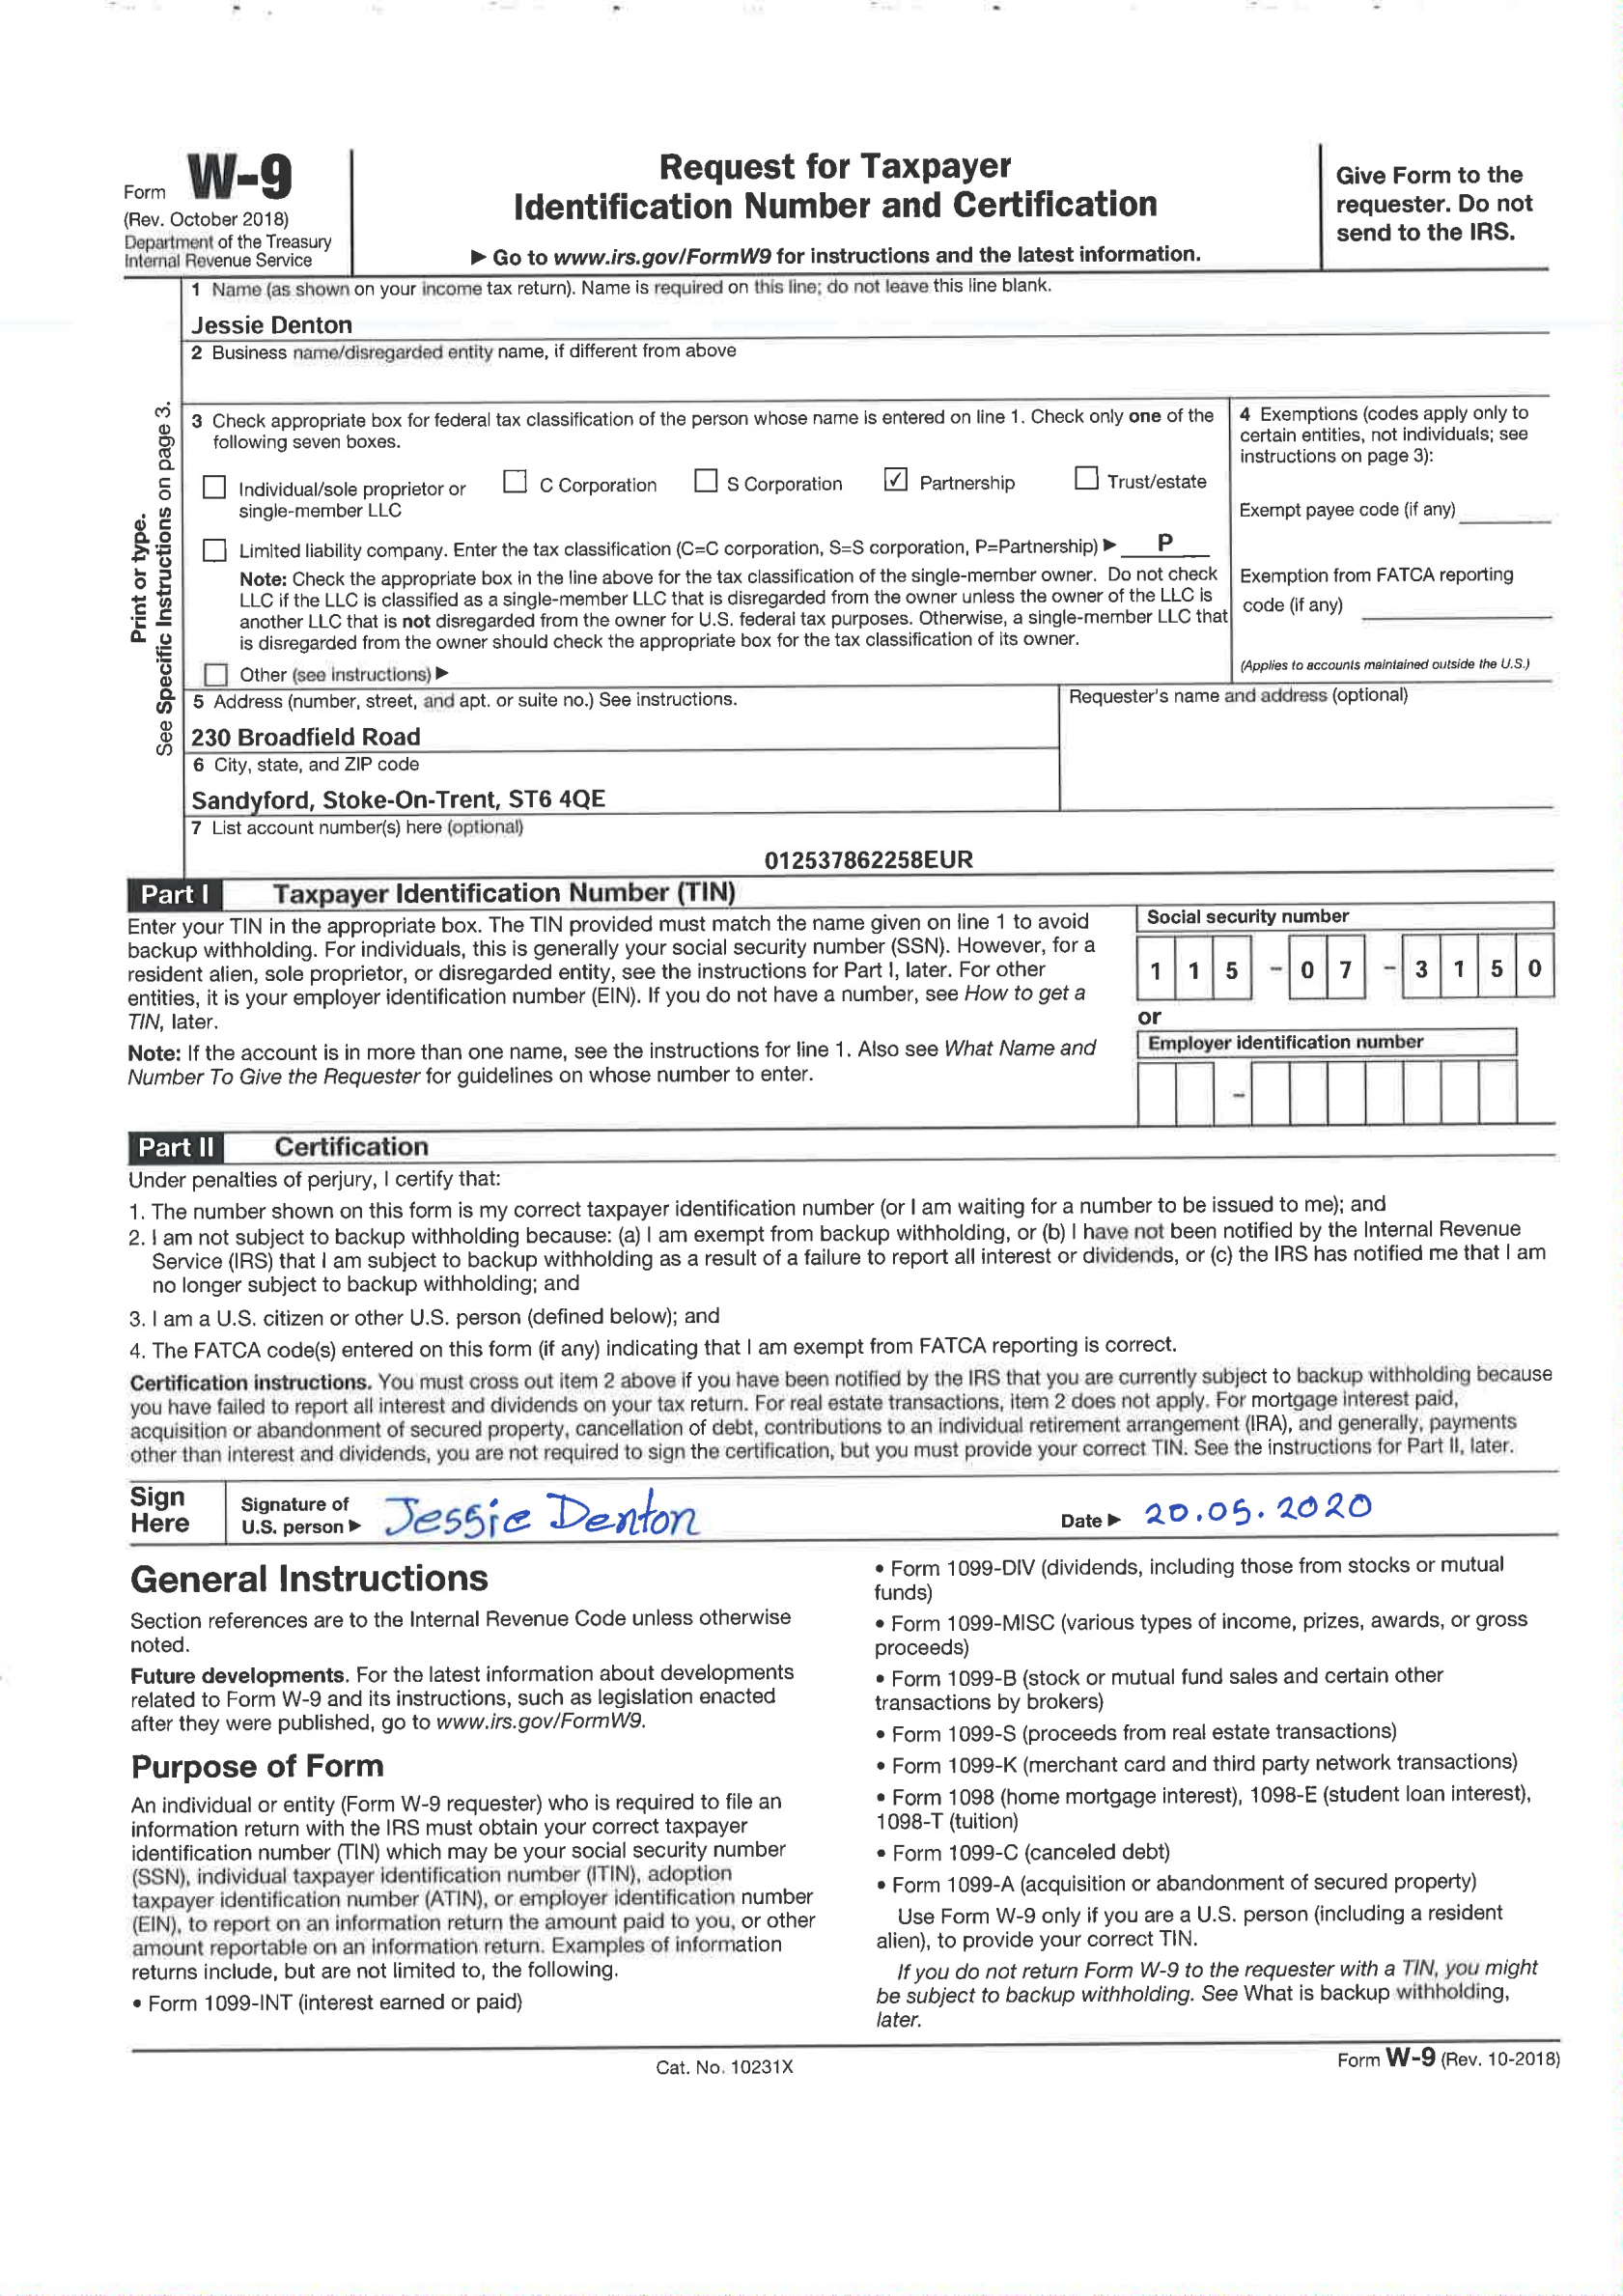 Form W-9
(Rev. October 2018)
Department of the Treasury
Internal Revenue Service
Request for Taxpayer
Identification Number and Certification
▶ Go to www.irs.gov/FormW9 for instructions and the latest information.
Give Form to the
requester. Do not
send to the IRS.
Print or type.
See Specific Instructions on page 3.
1 Name (as shown on your income tax return). Name is required on this line; do not leave this line blank.
Jessie Denton
2 Business name/disregarded entity name, if different from above
3 Check appropriate box for federal tax classification of the person whose name is entered on line 1. Check only one of the
following seven boxes.
☐ Individual/sole proprietor or
single-member LLC
☐ C Corporation
☐ S Corporation
☑ Partnership
☐ Trust/estate
☐ Limited liability company. Enter the tax classification (C=C corporation, S=S corporation, P=Partnership) ▶ P
Note: Check the appropriate box in the line above for the tax classification of the single-member owner. Do not check
LLC if the LLC is classified as a single-member LLC that is disregarded from the owner unless the owner of the LLC is
another LLC that is not disregarded from the owner for U.S. federal tax purposes. Otherwise, a single-member LLC that
is disregarded from the owner should check the appropriate box for the tax classification of its owner.
☐ Other (see instructions) ▶
4 Exemptions (codes apply only to
certain entities, not individuals; see
instructions on page 3):
Exempt payee code (if any)
Exemption from FATCA reporting
code (if any)
(Applies to accounts maintained outside the U.S.)
5 Address (number, street, and apt. or suite no.) See instructions.
230 Broadfield Road
6 City, state, and ZIP code
Sandyford, Stoke-On-Trent, ST6 4QE
Requester's name and address (optional)
7 List account number(s) here (optional)
012537862258EUR
Part I Taxpayer Identification Number (TIN)
Enter your TIN in the appropriate box. The TIN provided must match the name given on line 1 to avoid
backup withholding. For individuals, this is generally your social security number (SSN). However, for a
resident alien, sole proprietor, or disregarded entity, see the instructions for Part I, later. For other
entities, it is your employer identification number (EIN). If you do not have a number, see How to get a
TIN, later.
Note: If the account is in more than one name, see the instructions for line 1. Also see What Name and
Number To Give the Requester for guidelines on whose number to enter.
Social security number
1 1 5 - 0 7 - 3 1 5 0
or
Employer identification number
-
Part II Certification
Under penalties of perjury, I certify that:
1. The number shown on this form is my correct taxpayer identification number (or I am waiting for a number to be issued to me); and
2. I am not subject to backup withholding because: (a) I am exempt from backup withholding, or (b) I have not been notified by the Internal Revenue
Service (IRS) that I am subject to backup withholding as a result of a failure to report all interest or dividends, or (c) the IRS has notified me that I am
no longer subject to backup withholding; and
3. I am a U.S. citizen or other U.S. person (defined below); and
4. The FATCA code(s) entered on this form (if any) indicating that I am exempt from FATCA reporting is correct.
Certification instructions. You must cross out item 2 above if you have been notified by the IRS that you are currently subject to backup withholding because
you have failed to report all interest and dividends on your tax return. For real estate transactions, item 2 does not apply. For mortgage interest paid,
acquisition or abandonment of secured property, cancellation of debt, contributions to an individual retirement arrangement (IRA), and generally, payments
other than interest and dividends, you are not required to sign the certification, but you must provide your correct TIN. See the instructions for Part II, later.
Sign
Here
Signature of
U.S. person ▶
Jessie Denton
Date ▶ 20.05.2020
General Instructions
Section references are to the Internal Revenue Code unless otherwise
noted.
Future developments. For the latest information about developments
related to Form W-9 and its instructions, such as legislation enacted
after they were published, go to www.irs.gov/FormW9.
Purpose of Form
An individual or entity (Form W-9 requester) who is required to file an
information return with the IRS must obtain your correct taxpayer
identification number (TIN) which may be your social security number
(SSN), individual taxpayer identification number (ITIN), adoption
taxpayer identification number (ATIN), or employer identification number
(EIN), to report on an information return the amount paid to you, or other
amount reportable on an information return. Examples of information
returns include, but are not limited to, the following.
• Form 1099-INT (interest earned or paid)
• Form 1099-DIV (dividends, including those from stocks or mutual
funds)
• Form 1099-MISC (various types of income, prizes, awards, or gross
proceeds)
• Form 1099-B (stock or mutual fund sales and certain other
transactions by brokers)
• Form 1099-S (proceeds from real estate transactions)
• Form 1099-K (merchant card and third party network transactions)
• Form 1098 (home mortgage interest), 1098-E (student loan interest),
1098-T (tuition)
• Form 1099-C (canceled debt)
• Form 1099-A (acquisition or abandonment of secured property)
Use Form W-9 only if you are a U.S. person (including a resident
alien), to provide your correct TIN.
If you do not return Form W-9 to the requester with a TIN, you might
be subject to backup withholding. See What is backup withholding,
later.
Cat. No. 10231X
Form W-9 (Rev. 10-2018)